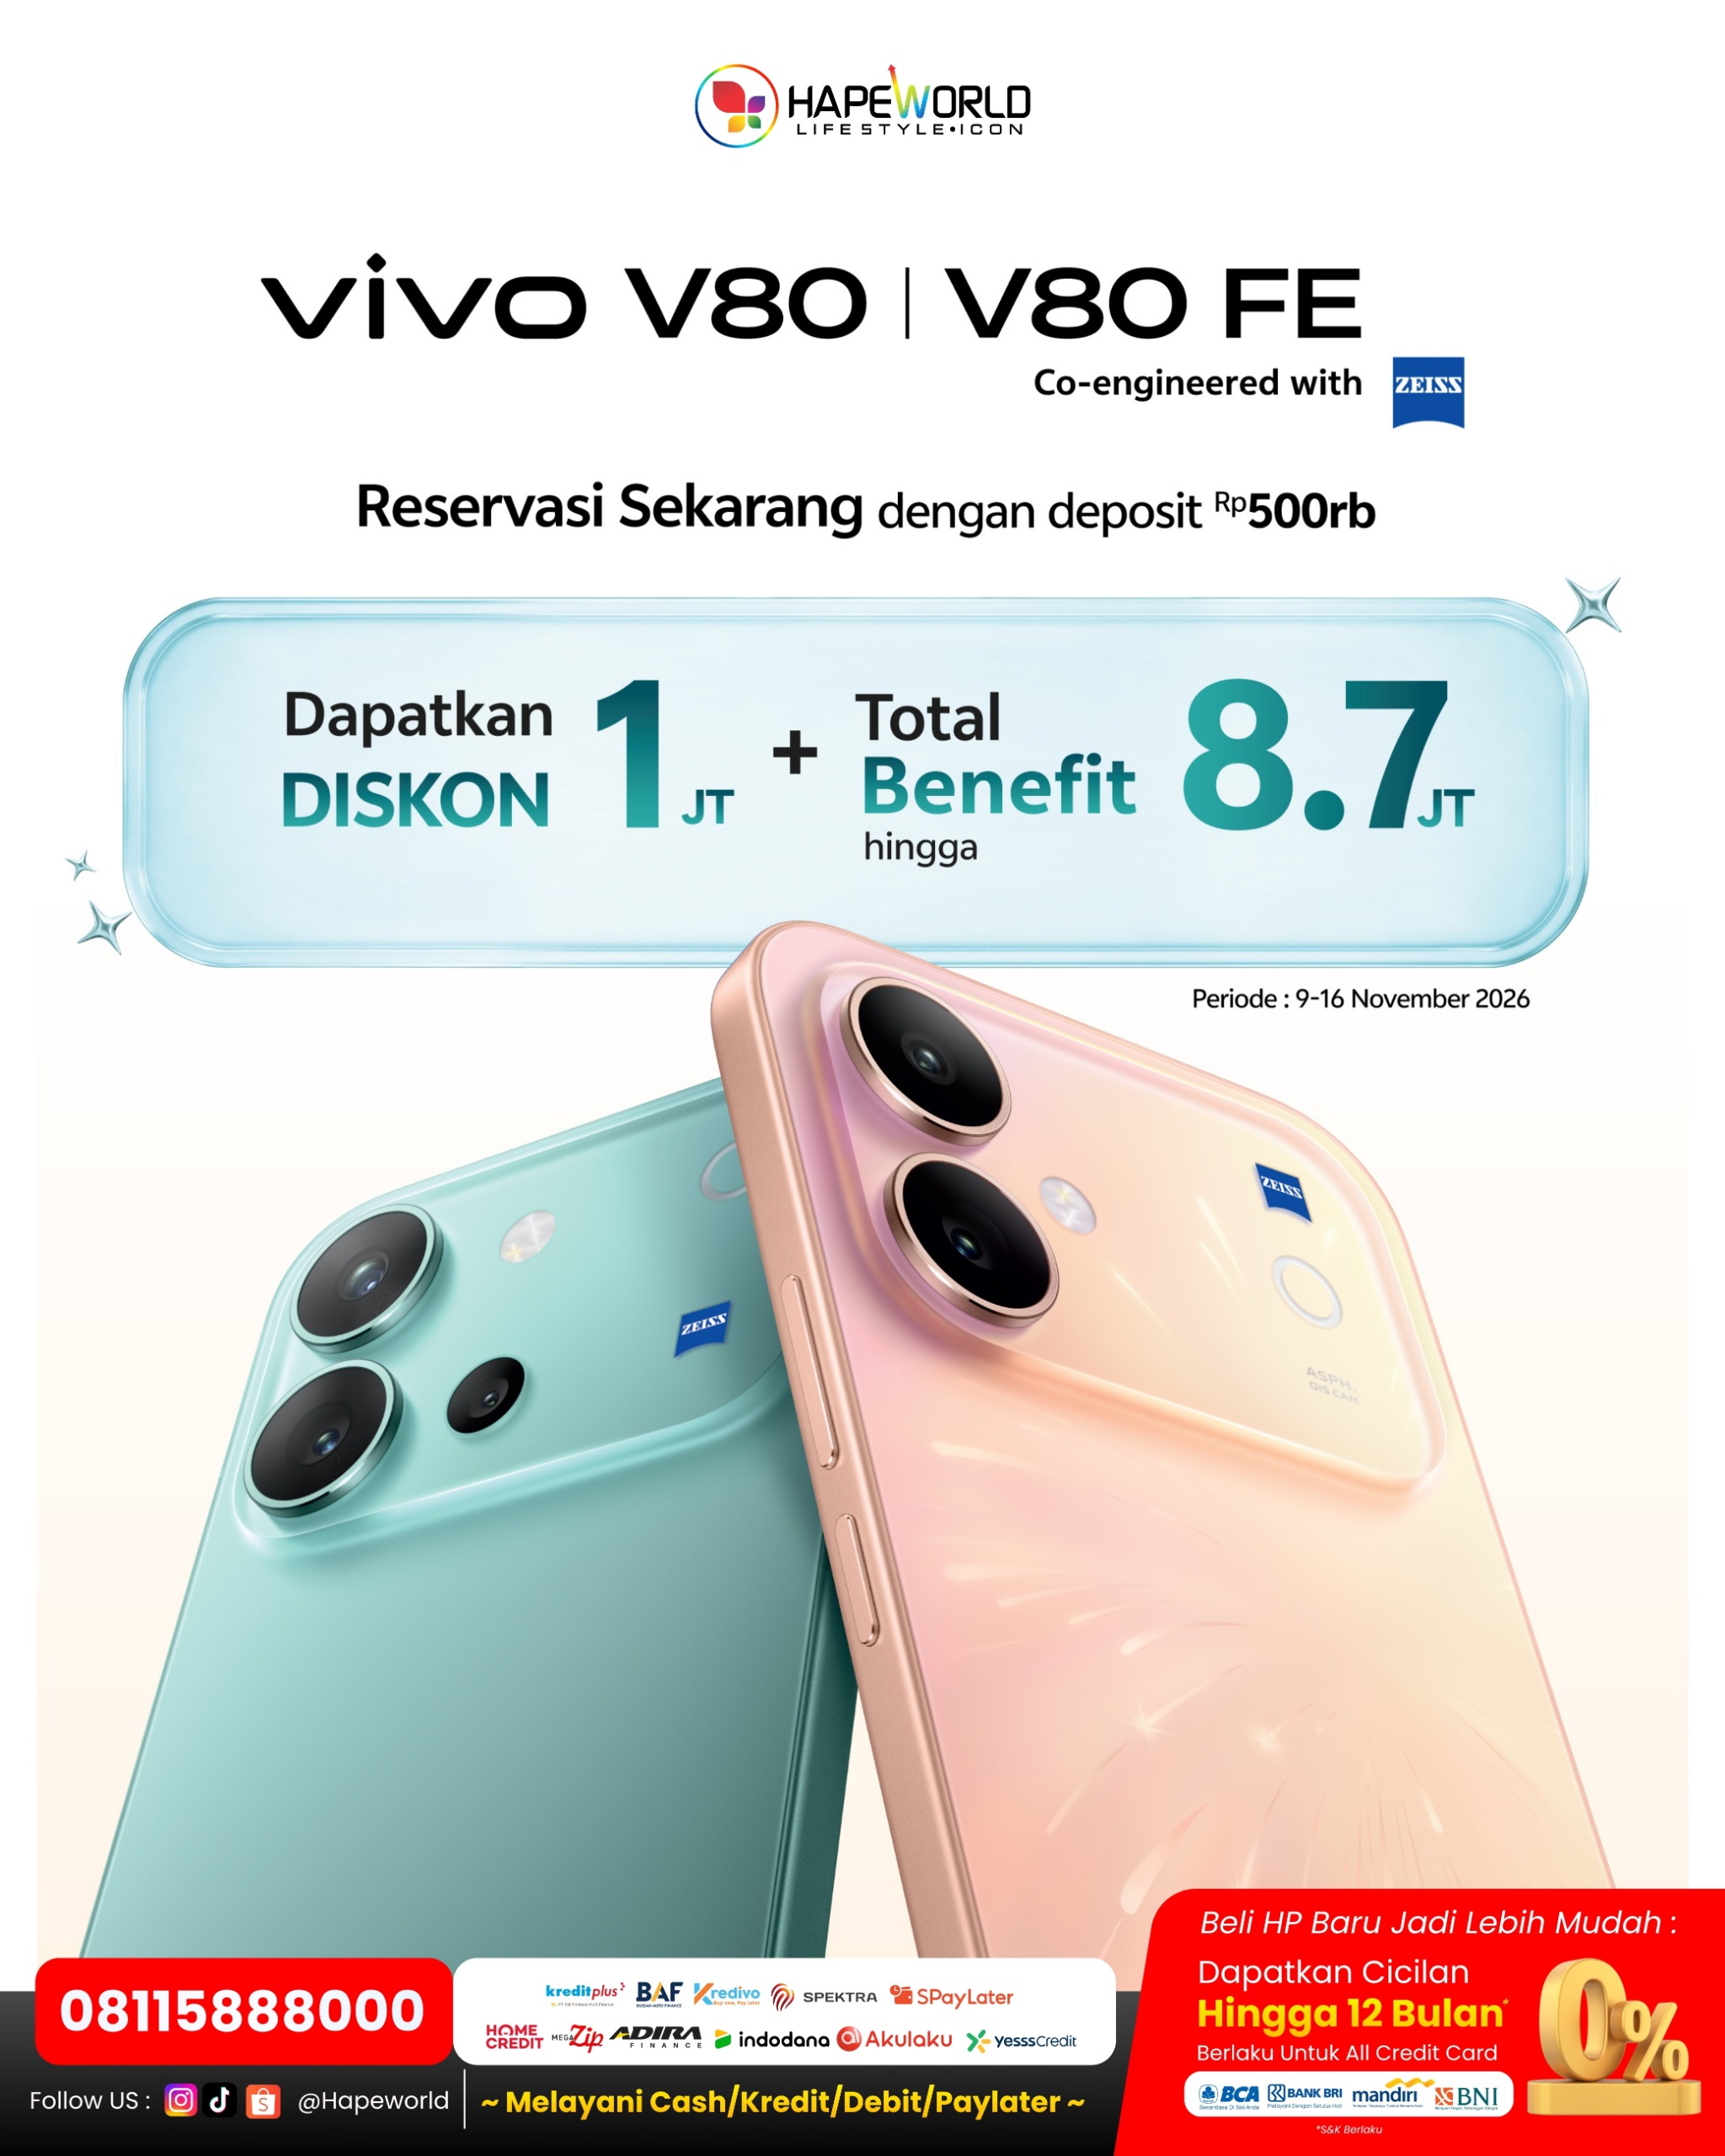 HAPEWORLD
LIFESTYLE•ICON
vivo V80 | V80 FE
Co-engineered with ZEISS
Reservasi Sekarang dengan deposit Rp500rb
Dapatkan DISKON 1 JT + Total Benefit hingga 8.7 JT
Periode : 9-16 November 2026
ZEISS
ZEISS
ASPH.
OIS CAM
Beli HP Baru Jadi Lebih Mudah :
Dapatkan Cicilan
Hingga 12 Bulan*
Berlaku Untuk All Credit Card
0%
BCA BANK BRI mandiri BNI
*S&K Berlaku
08115888000
kreditplus BAF Kredivo SPEKTRA SPayLater
HOME CREDIT MEGA Zip ADIRA FINANCE indodana Akulaku yesssCredit
Follow US : @Hapeworld
~ Melayani Cash/Kredit/Debit/Paylater ~